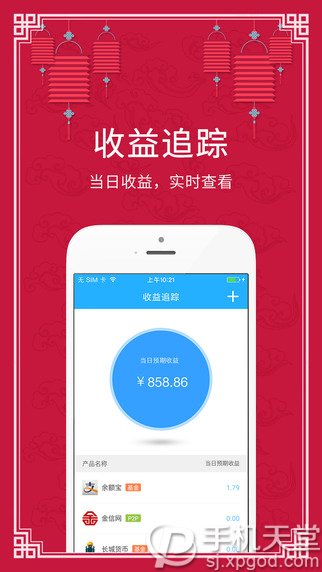 收益追踪
当日收益，实时查看
无 SIM 卡
上午10:21
收益追踪
当日预期收益
￥858.86
产品名称 当日预期收益
余额宝 基金 1.79
金信网 P2P 0.00
长城货币 基金 0.00
手机天堂
sj.xpgod.com